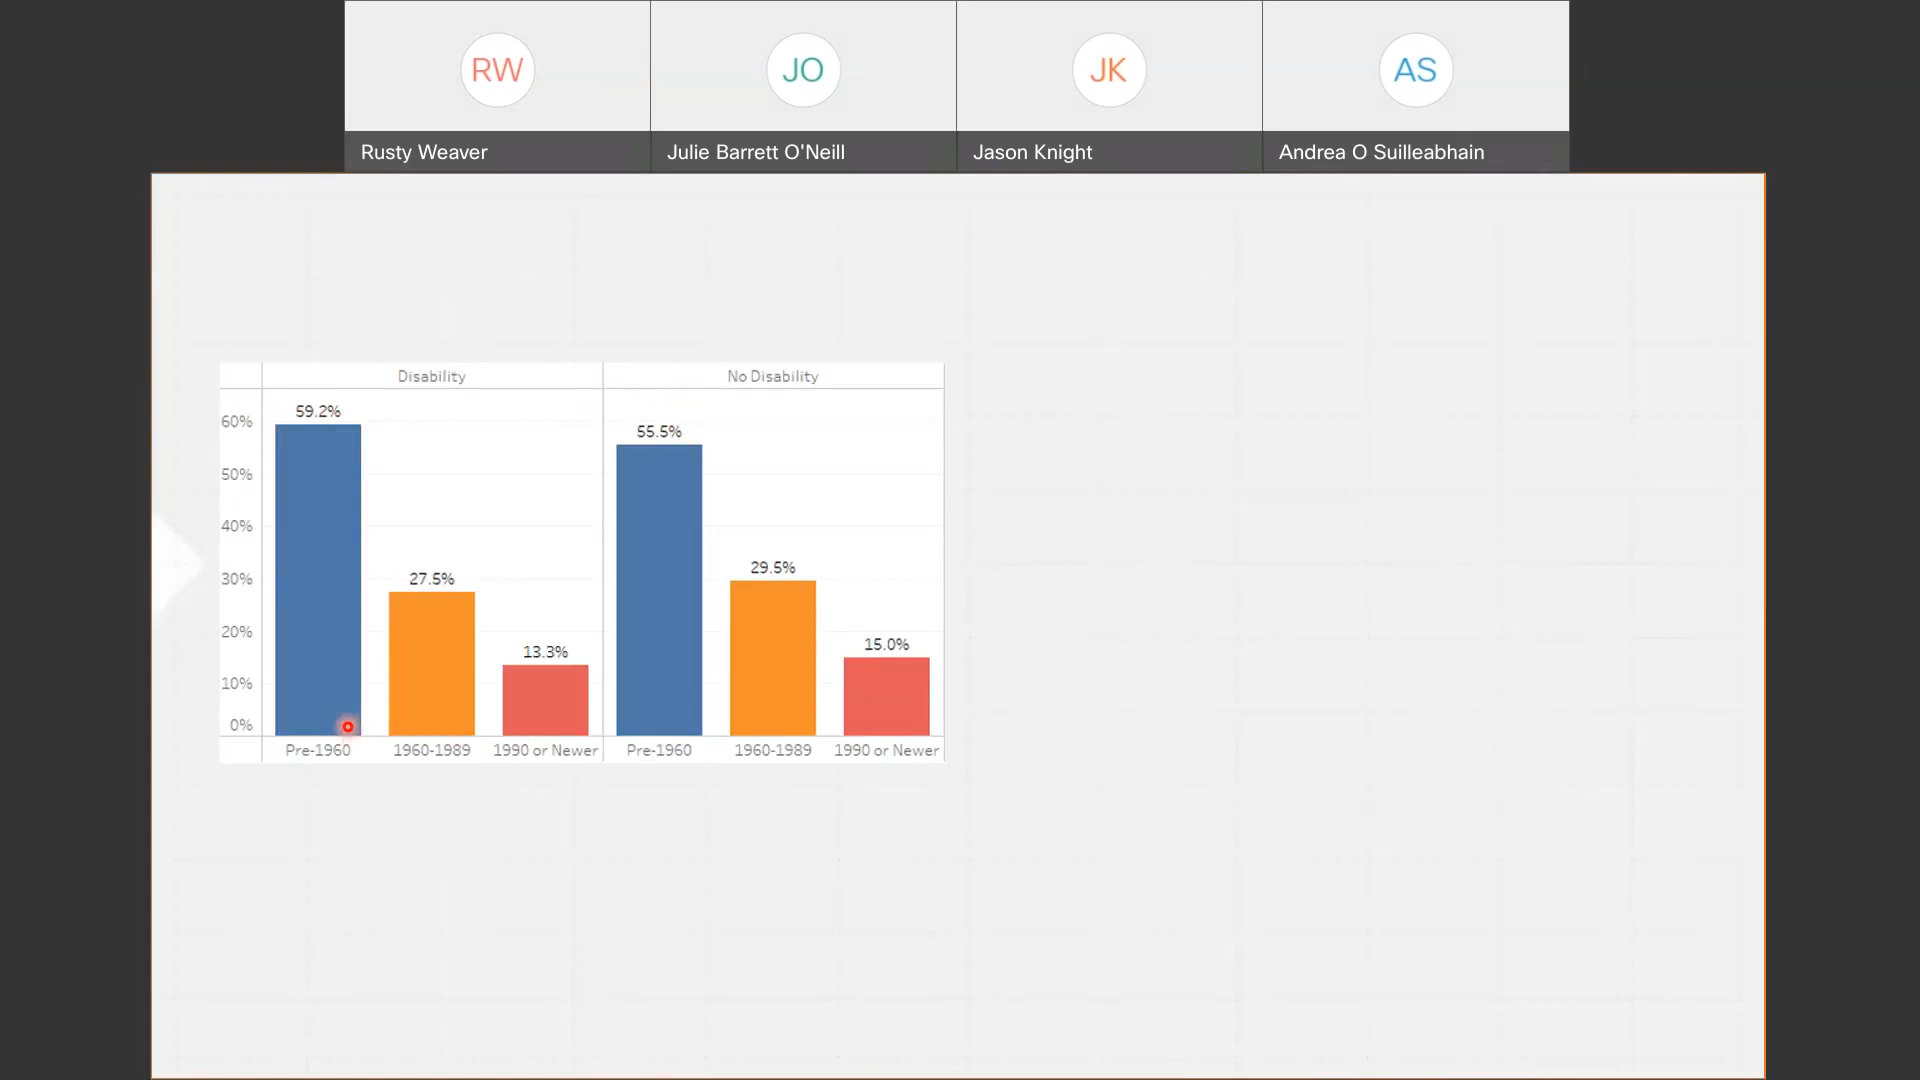 RW JO JK AS
Rusty Weaver Julie Barrett O'Neill Jason Knight Andrea O Suilleabhain
Disability No Disability
59.2%
60%
55.5%
50%
40%
29.5%
30% 27.5%
20%
13.3% 15.0%
10%
0%
Pre-1960 1960-1989 1990 or Newer Pre-1960 1960-1989 1990 or Newer